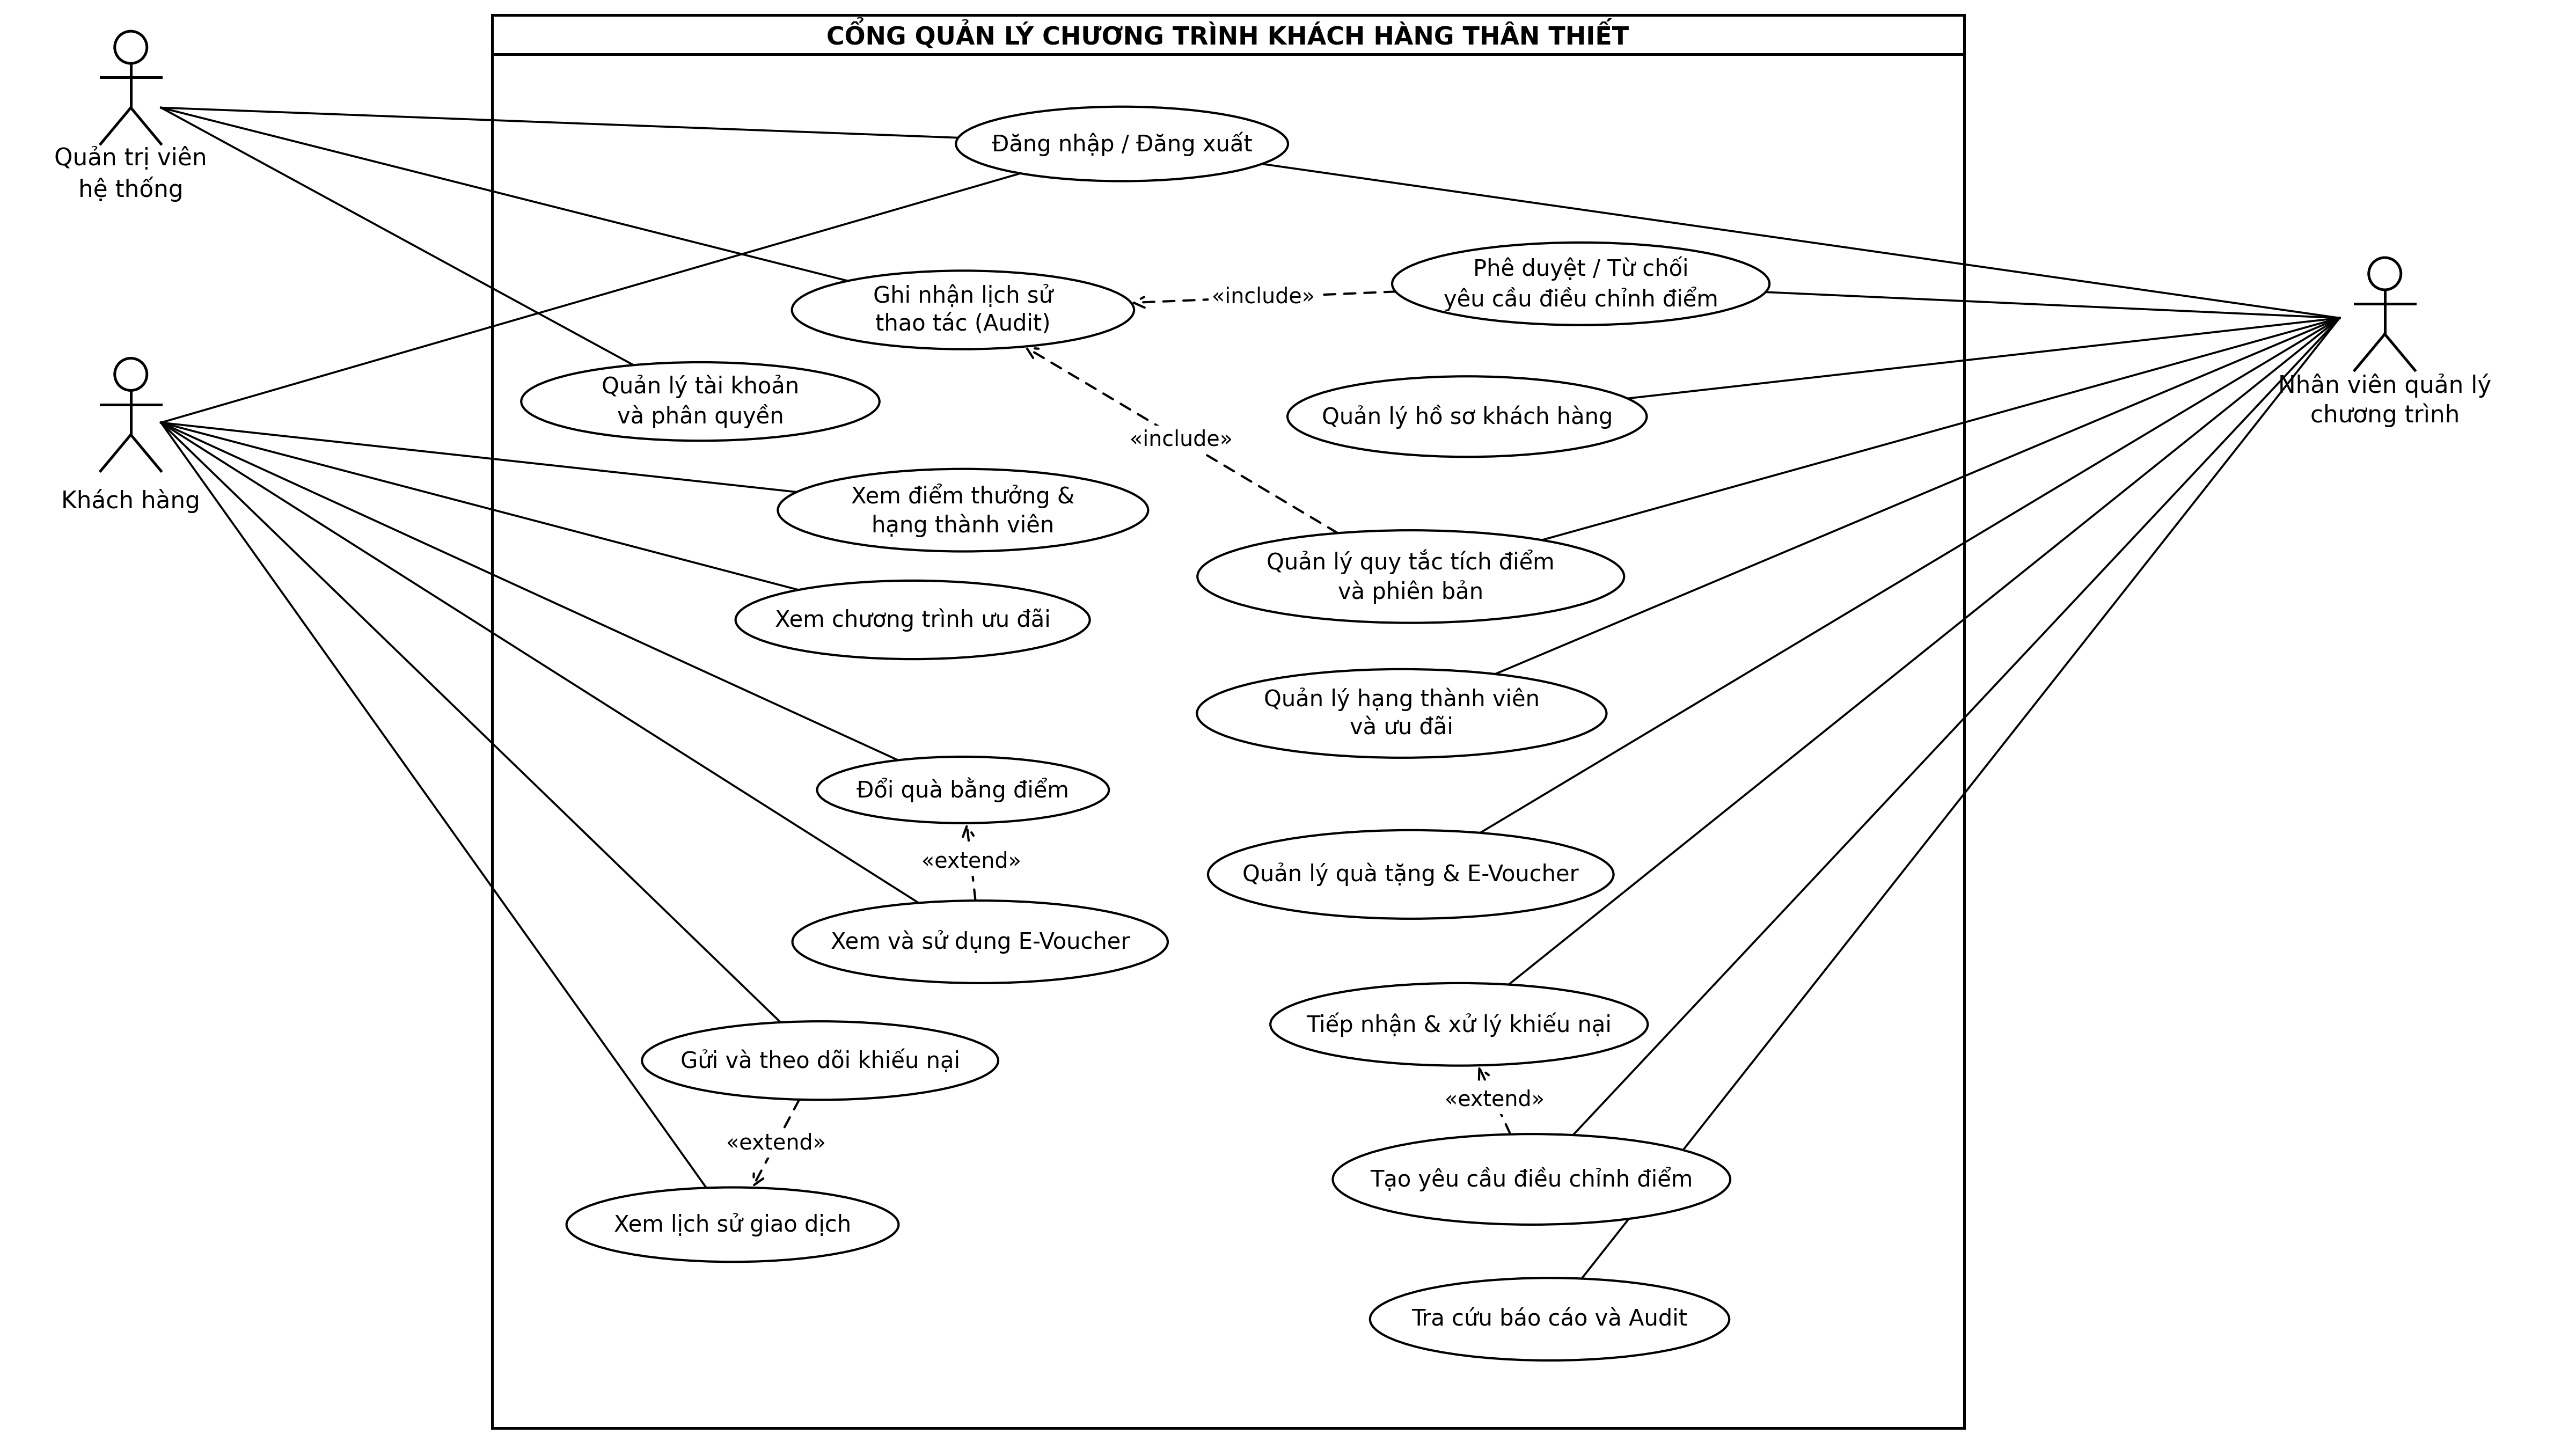 CỔNG QUẢN LÝ CHƯƠNG TRÌNH KHÁCH HÀNG THÂN THIẾT
Quản trị viên
hệ thống
Đăng nhập / Đăng xuất
Ghi nhận lịch sử
thao tác (Audit)
«include»
Phê duyệt / Từ chối
yêu cầu điều chỉnh điểm
Quản lý tài khoản
và phân quyền
Quản lý hồ sơ khách hàng
Nhân viên quản lý
chương trình
«include»
Khách hàng
Xem điểm thưởng &
hạng thành viên
Quản lý quy tắc tích điểm
và phiên bản
Xem chương trình ưu đãi
Quản lý hạng thành viên
và ưu đãi
Đổi quà bằng điểm
«extend»
Quản lý quà tặng & E-Voucher
Xem và sử dụng E-Voucher
Tiếp nhận & xử lý khiếu nại
Gửi và theo dõi khiếu nại
«extend»
«extend»
Tạo yêu cầu điều chỉnh điểm
Xem lịch sử giao dịch
Tra cứu báo cáo và Audit